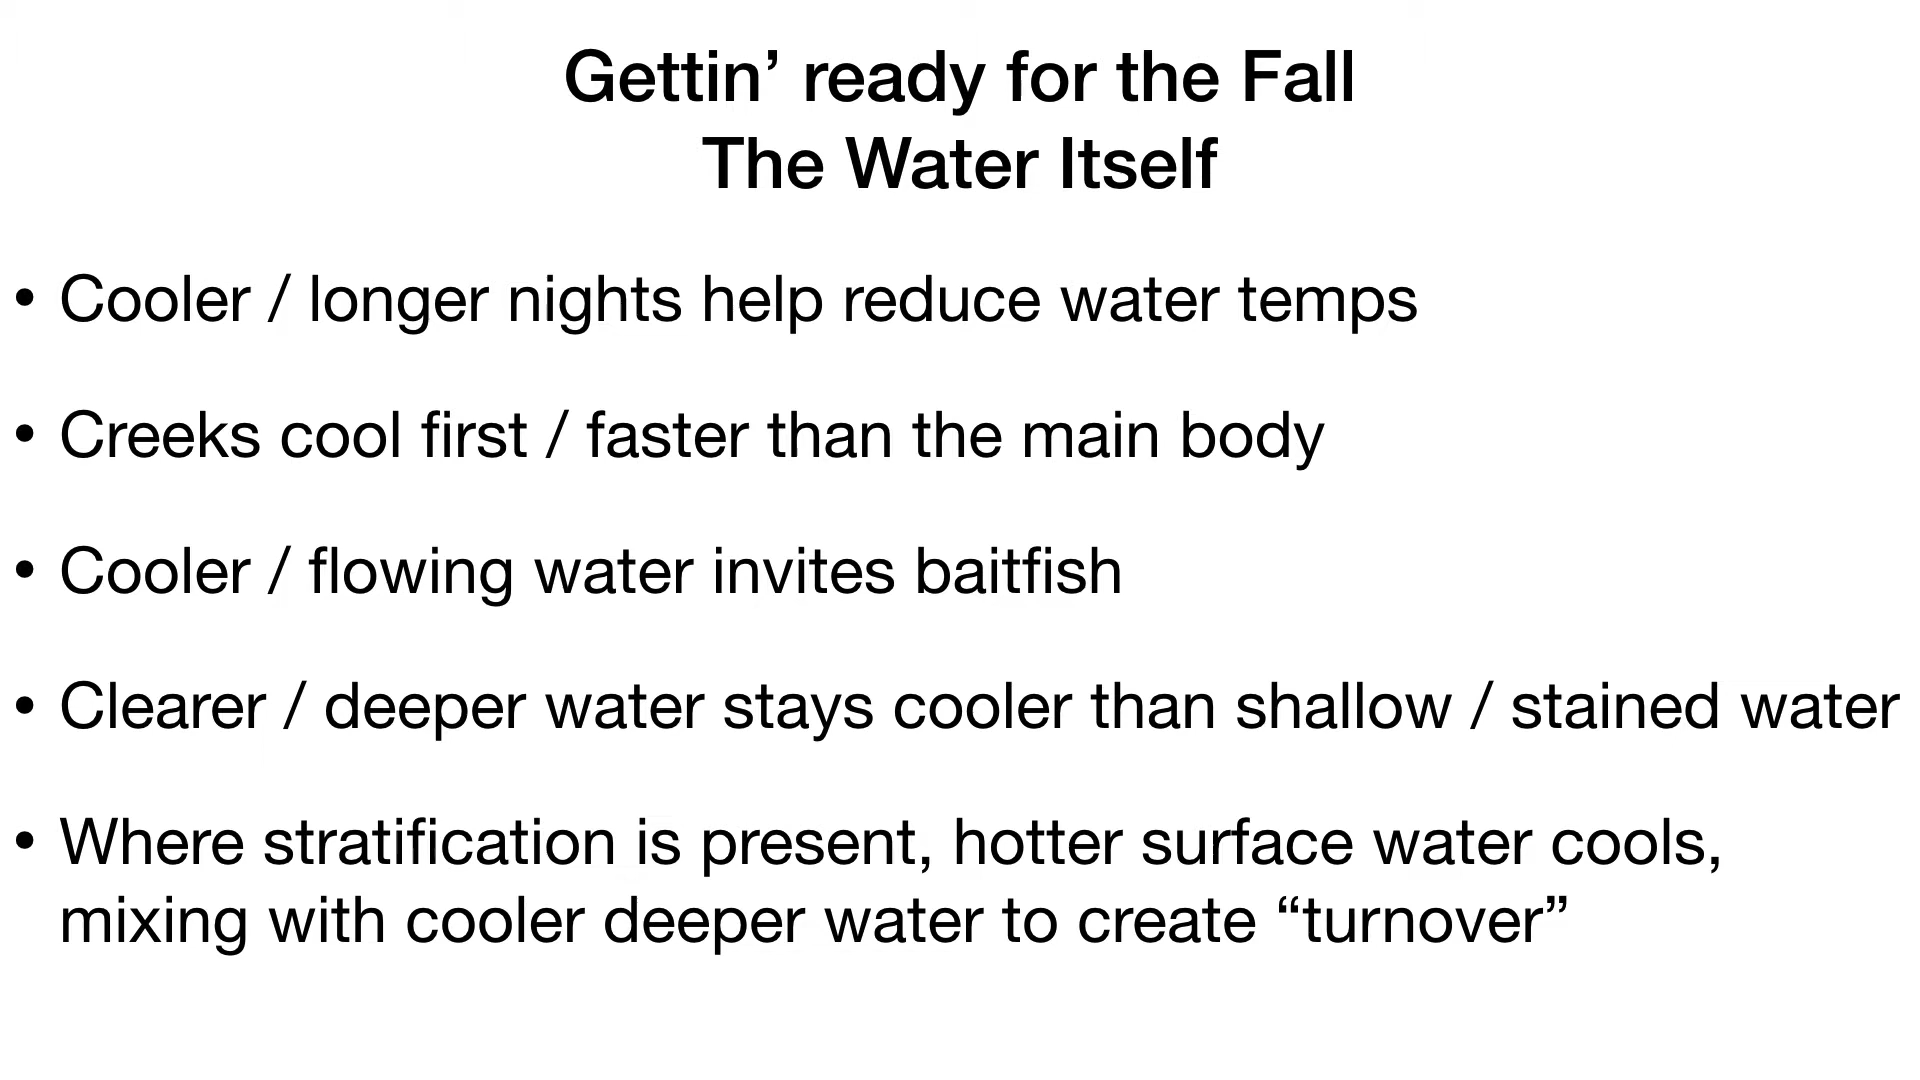 Gettin’ ready for the Fall
The Water Itself
• Cooler / longer nights help reduce water temps
• Creeks cool first / faster than the main body
• Cooler / flowing water invites baitfish
• Clearer / deeper water stays cooler than shallow / stained water
• Where stratification is present, hotter surface water cools,
mixing with cooler deeper water to create “turnover”